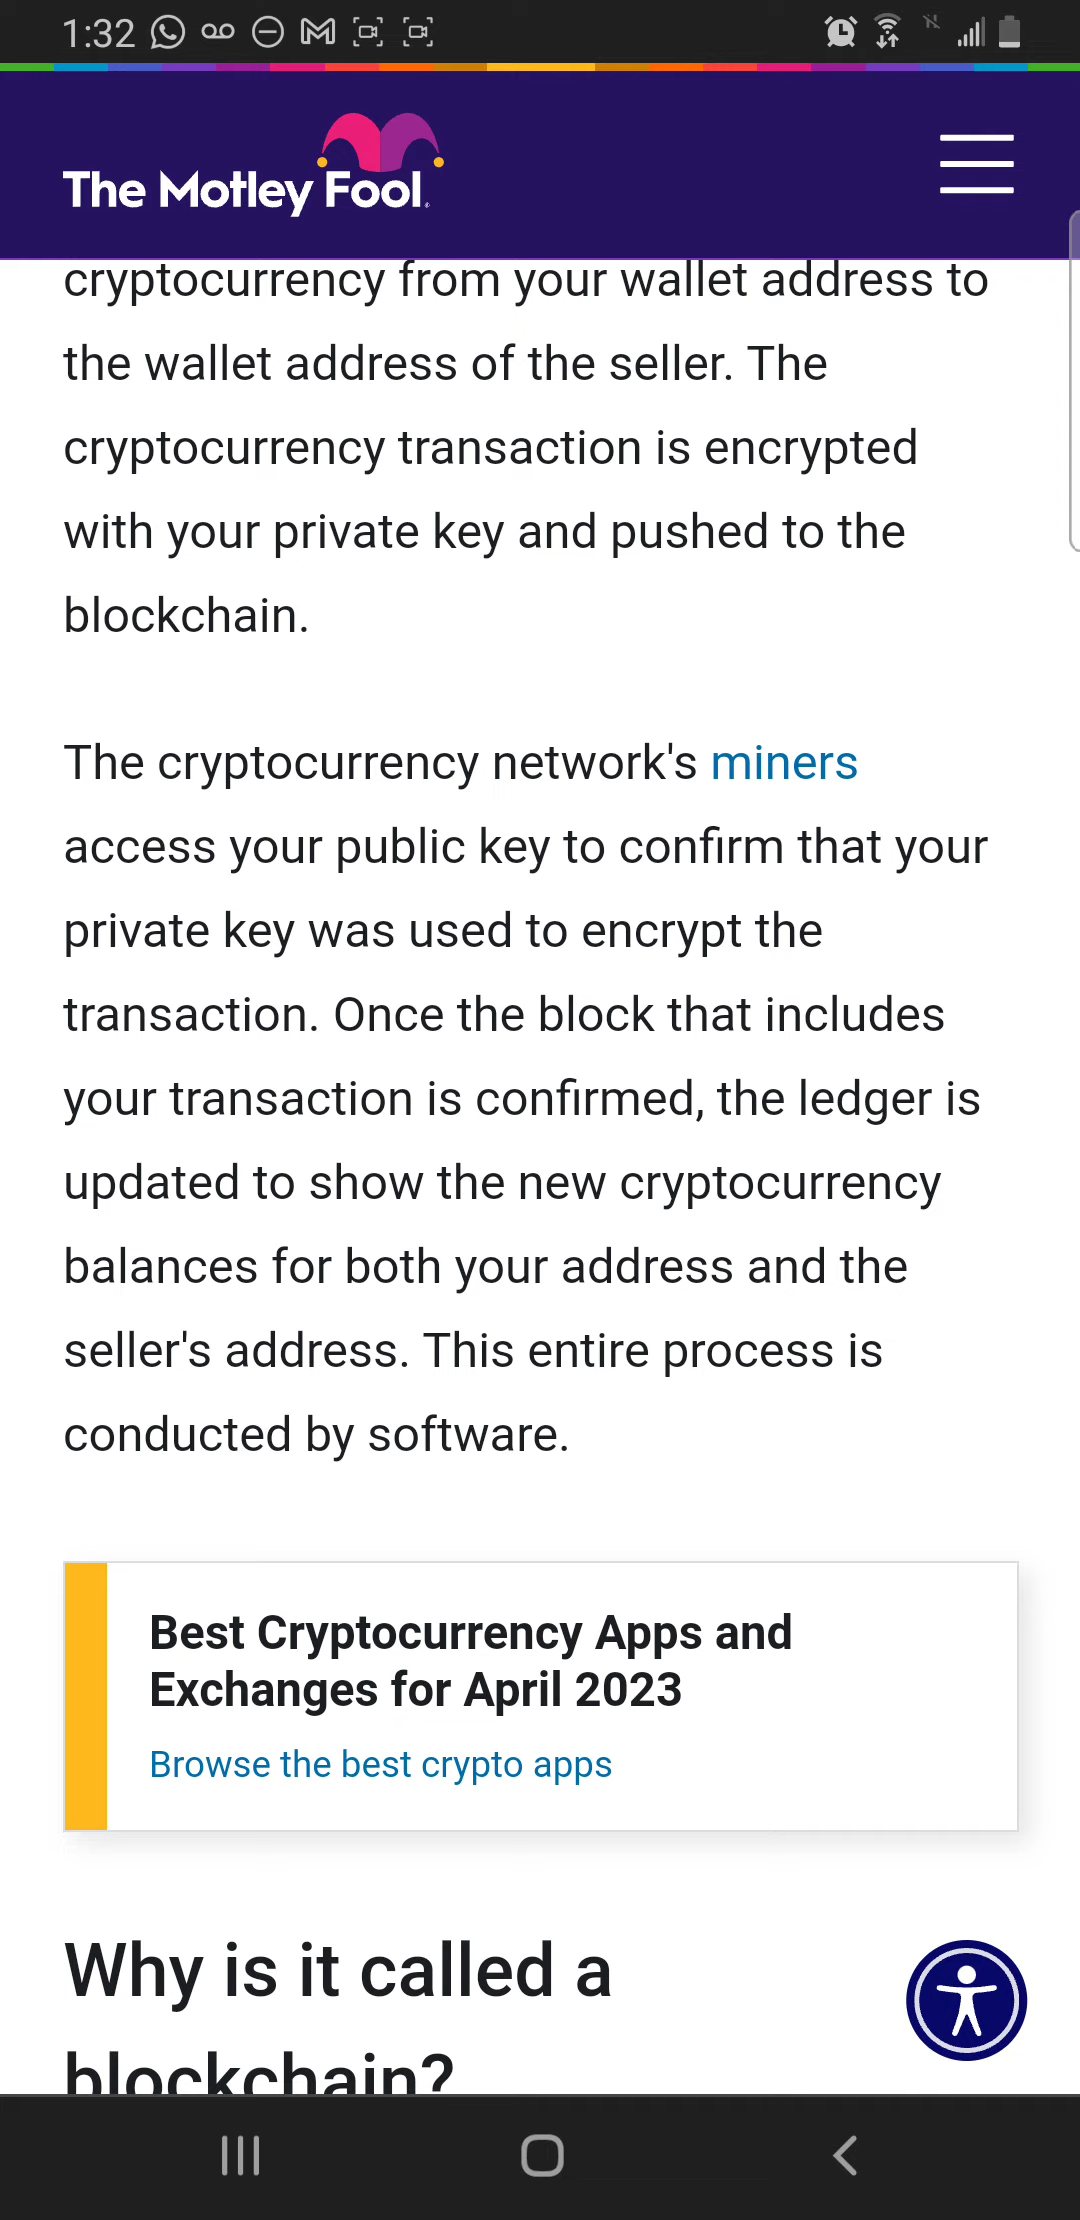 1:32
The Motley Fool
cryptocurrency from your wallet address to
the wallet address of the seller. The
cryptocurrency transaction is encrypted
with your private key and pushed to the
blockchain.
The cryptocurrency network's miners
access your public key to confirm that your
private key was used to encrypt the
transaction. Once the block that includes
your transaction is confirmed, the ledger is
updated to show the new cryptocurrency
balances for both your address and the
seller's address. This entire process is
conducted by software.
Best Cryptocurrency Apps and
Exchanges for April 2023
Browse the best crypto apps
Why is it called a
blockchain?